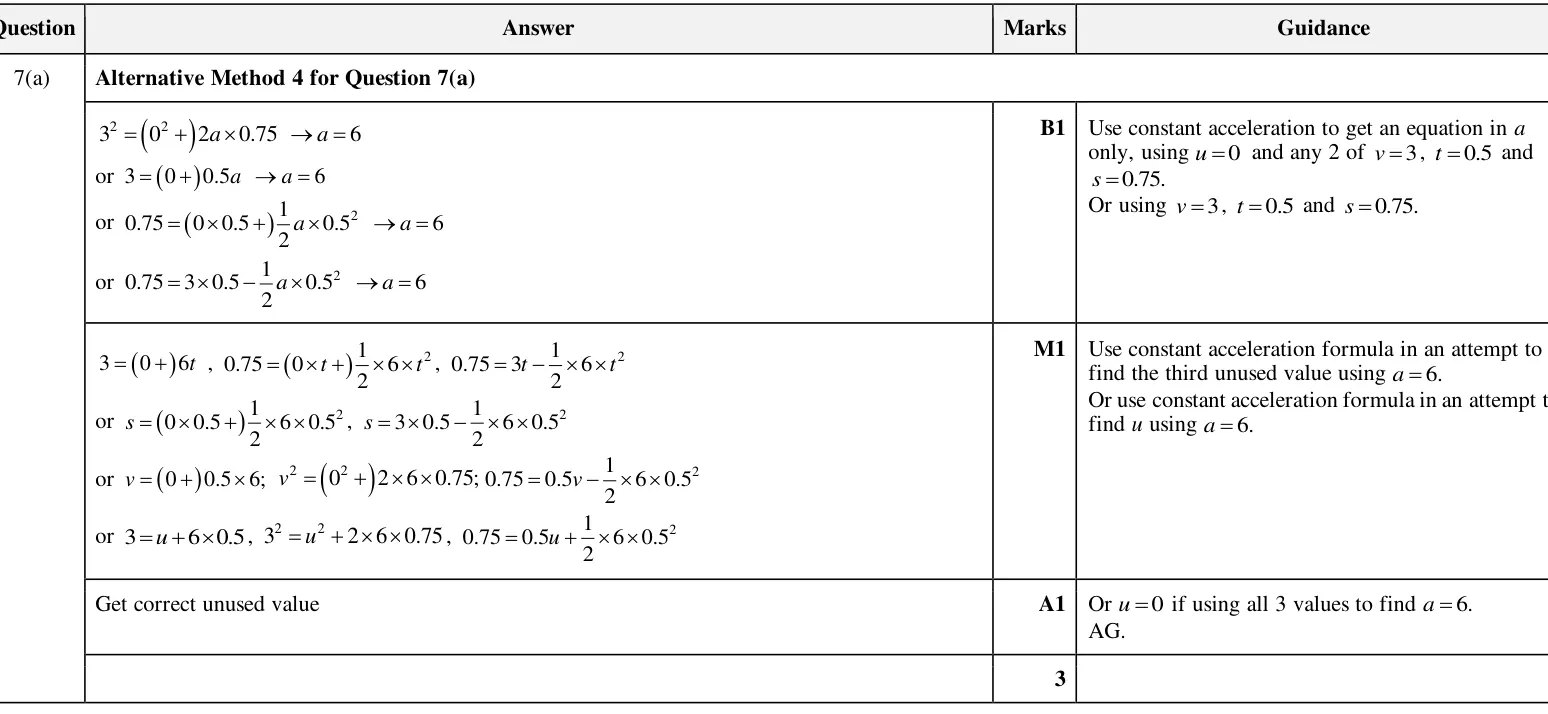 Question Answer Marks Guidance
7(a) Alternative Method 4 for Question 7(a)
3² = (0² +) 2a × 0.75 → a = 6
or 3 = (0 +) 0.5a → a = 6
or 0.75 = (0 × 0.5 +) 1/2 a × 0.5² → a = 6
or 0.75 = 3 × 0.5 − 1/2 a × 0.5² → a = 6
B1
Use constant acceleration to get an equation in a
only, using u = 0 and any 2 of v = 3, t = 0.5 and
s = 0.75.
Or using v = 3, t = 0.5 and s = 0.75.
3 = (0 +) 6t , 0.75 = (0 × t +) 1/2 × 6 × t² , 0.75 = 3t − 1/2 × 6 × t²
or s = (0 × 0.5 +) 1/2 × 6 × 0.5² , s = 3 × 0.5 − 1/2 × 6 × 0.5²
or v = (0 +) 0.5 × 6; v² = (0² +) 2 × 6 × 0.75; 0.75 = 0.5v − 1/2 × 6 × 0.5²
or 3 = u + 6 × 0.5 , 3² = u² + 2 × 6 × 0.75 , 0.75 = 0.5u + 1/2 × 6 × 0.5²
M1
Use constant acceleration formula in an attempt to
find the third unused value using a = 6.
Or use constant acceleration formula in an attempt t
find u using a = 6.
Get correct unused value
A1
Or u = 0 if using all 3 values to find a = 6.
AG.
3